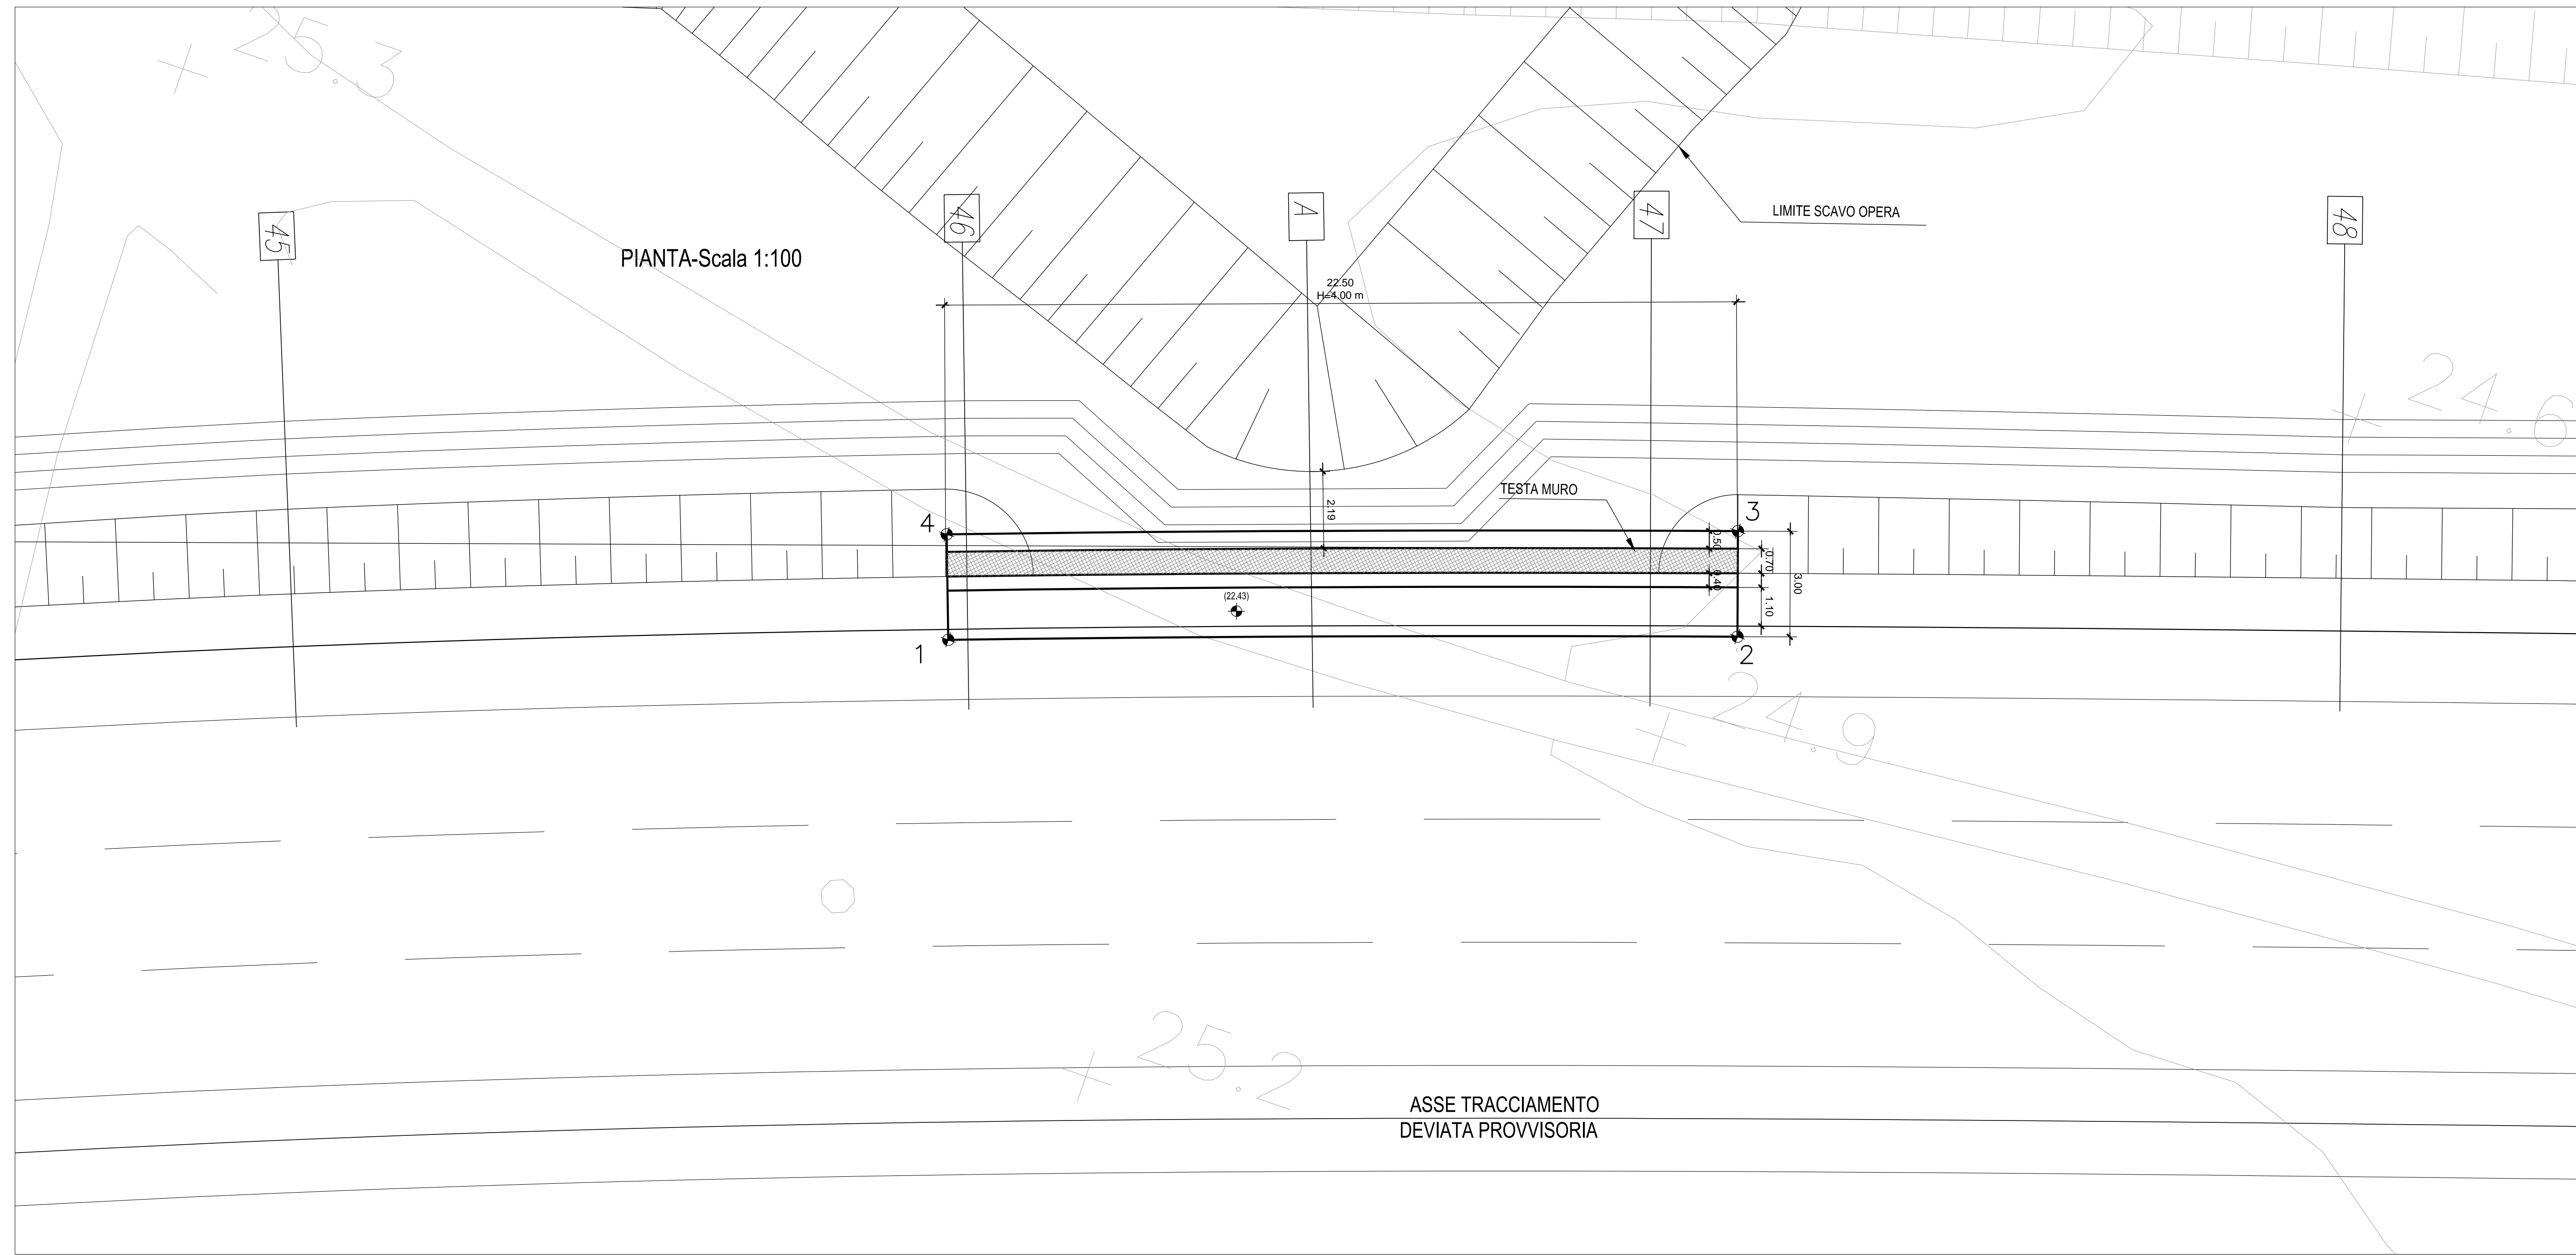 25.3
45
46
A
47
48
LIMITE SCAVO OPERA
PIANTA-Scala 1:100
22.50
H=4.00 m
24.6
TESTA MURO
2.19
4
3
0.50
0.70
0.40
3.00
1.10
(22.43)
1
2
24.9
25.2
ASSE TRACCIAMENTO
DEVIATA PROVVISORIA